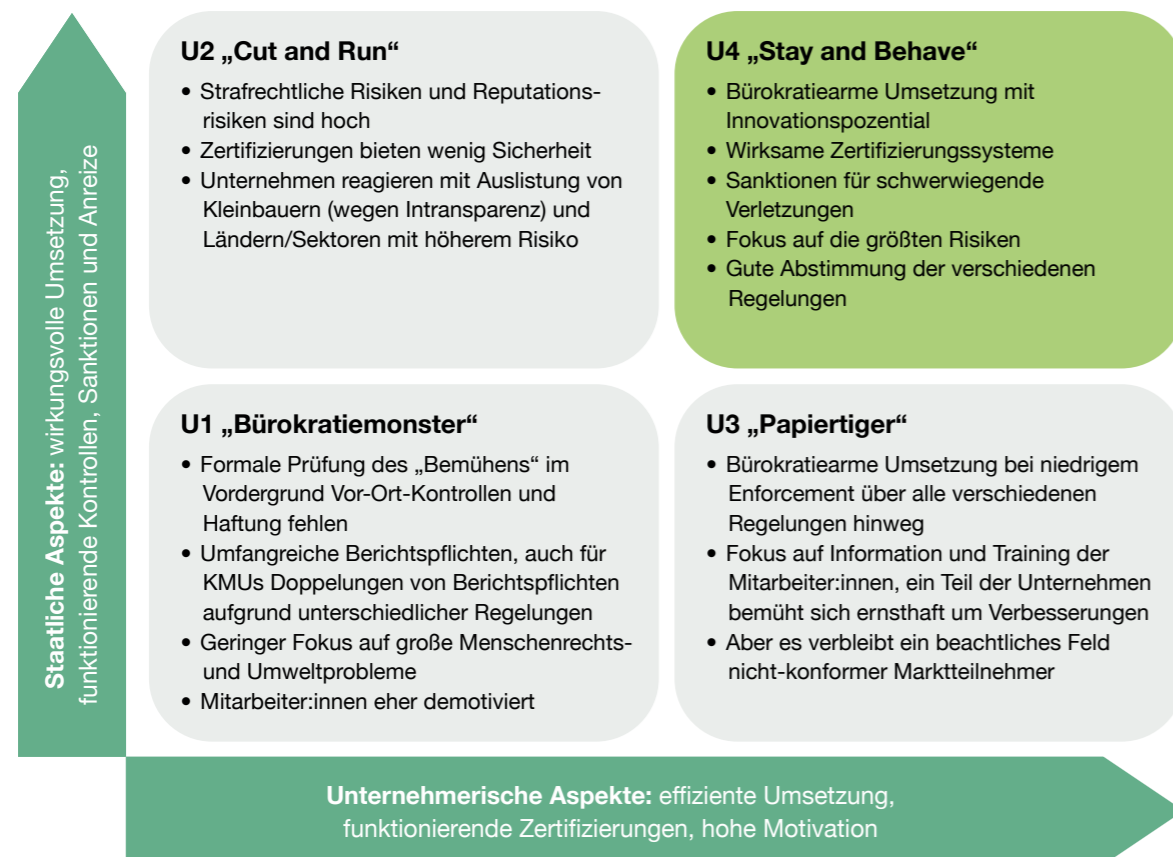 Staatliche Aspekte: wirkungsvolle Umsetzung,
funktionierende Kontrollen, Sanktionen und Anreize
U2 „Cut and Run“
• Strafrechtliche Risiken und Reputations-
risiken sind hoch
• Zertifizierungen bieten wenig Sicherheit
• Unternehmen reagieren mit Auslistung von
Kleinbauern (wegen Intransparenz) und
Ländern/Sektoren mit höherem Risiko
U4 „Stay and Behave“
• Bürokratiearme Umsetzung mit
Innovationspozential
• Wirksame Zertifizierungssysteme
• Sanktionen für schwerwiegende
Verletzungen
• Fokus auf die größten Risiken
• Gute Abstimmung der verschiedenen
Regelungen
U1 „Bürokratiemonster“
• Formale Prüfung des „Bemühens“ im
Vordergrund Vor-Ort-Kontrollen und
Haftung fehlen
• Umfangreiche Berichtspflichten, auch für
KMUs Doppelungen von Berichtspflichten
aufgrund unterschiedlicher Regelungen
• Geringer Fokus auf große Menschenrechts-
und Umweltprobleme
• Mitarbeiter:innen eher demotiviert
U3 „Papiertiger“
• Bürokratiearme Umsetzung bei niedrigem
Enforcement über alle verschiedenen
Regelungen hinweg
• Fokus auf Information und Training der
Mitarbeiter:innen, ein Teil der Unternehmen
bemüht sich ernsthaft um Verbesserungen
• Aber es verbleibt ein beachtliches Feld
nicht-konformer Marktteilnehmer
Unternehmerische Aspekte: effiziente Umsetzung,
funktionierende Zertifizierungen, hohe Motivation